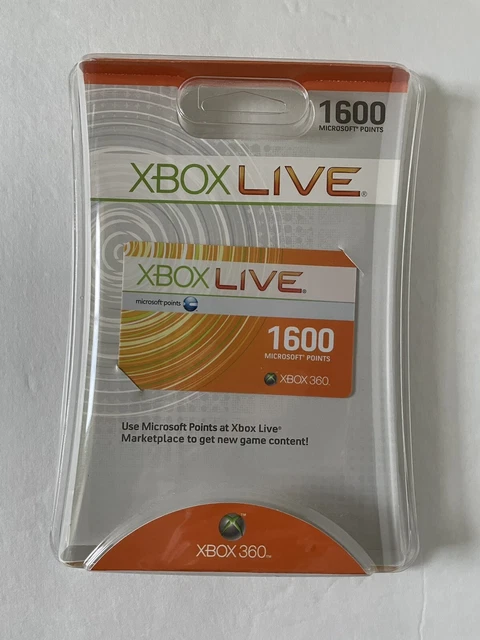 1600
MICROSOFT® POINTS
XBOX LIVE®
XBOX LIVE®
microsoft points
1600
MICROSOFT® POINTS
XBOX 360™
Use Microsoft Points at Xbox Live®
Marketplace to get new game content!
XBOX 360™